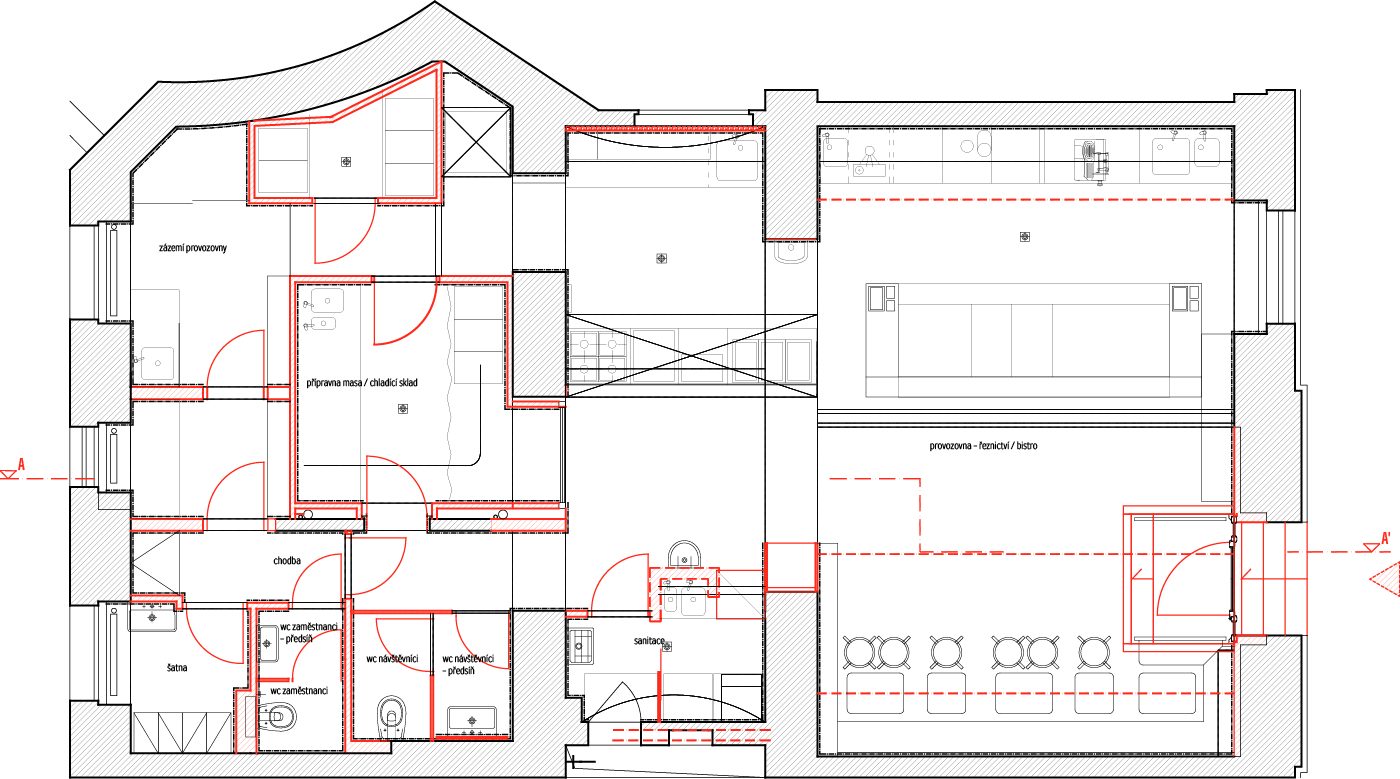 zázemí provozovny
přípravna masa / chladící sklad
provozovna – řeznictví / bistro
A
A'
chodba
wc zaměstnanci
– předsíň
sanitace
šatna
wc návštěvníci
wc návštěvníci
– předsíň
wc zaměstnanci